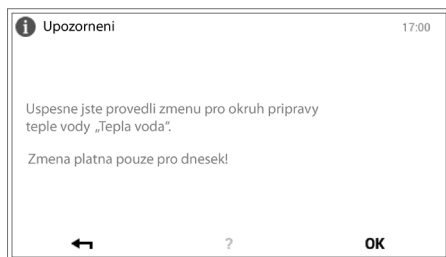 Upozorneni
17:00
Uspesne jste provedli zmenu pro okruh pripravy
teple vody „Tepla voda“.
Zmena platna pouze pro dnesek!
?
OK